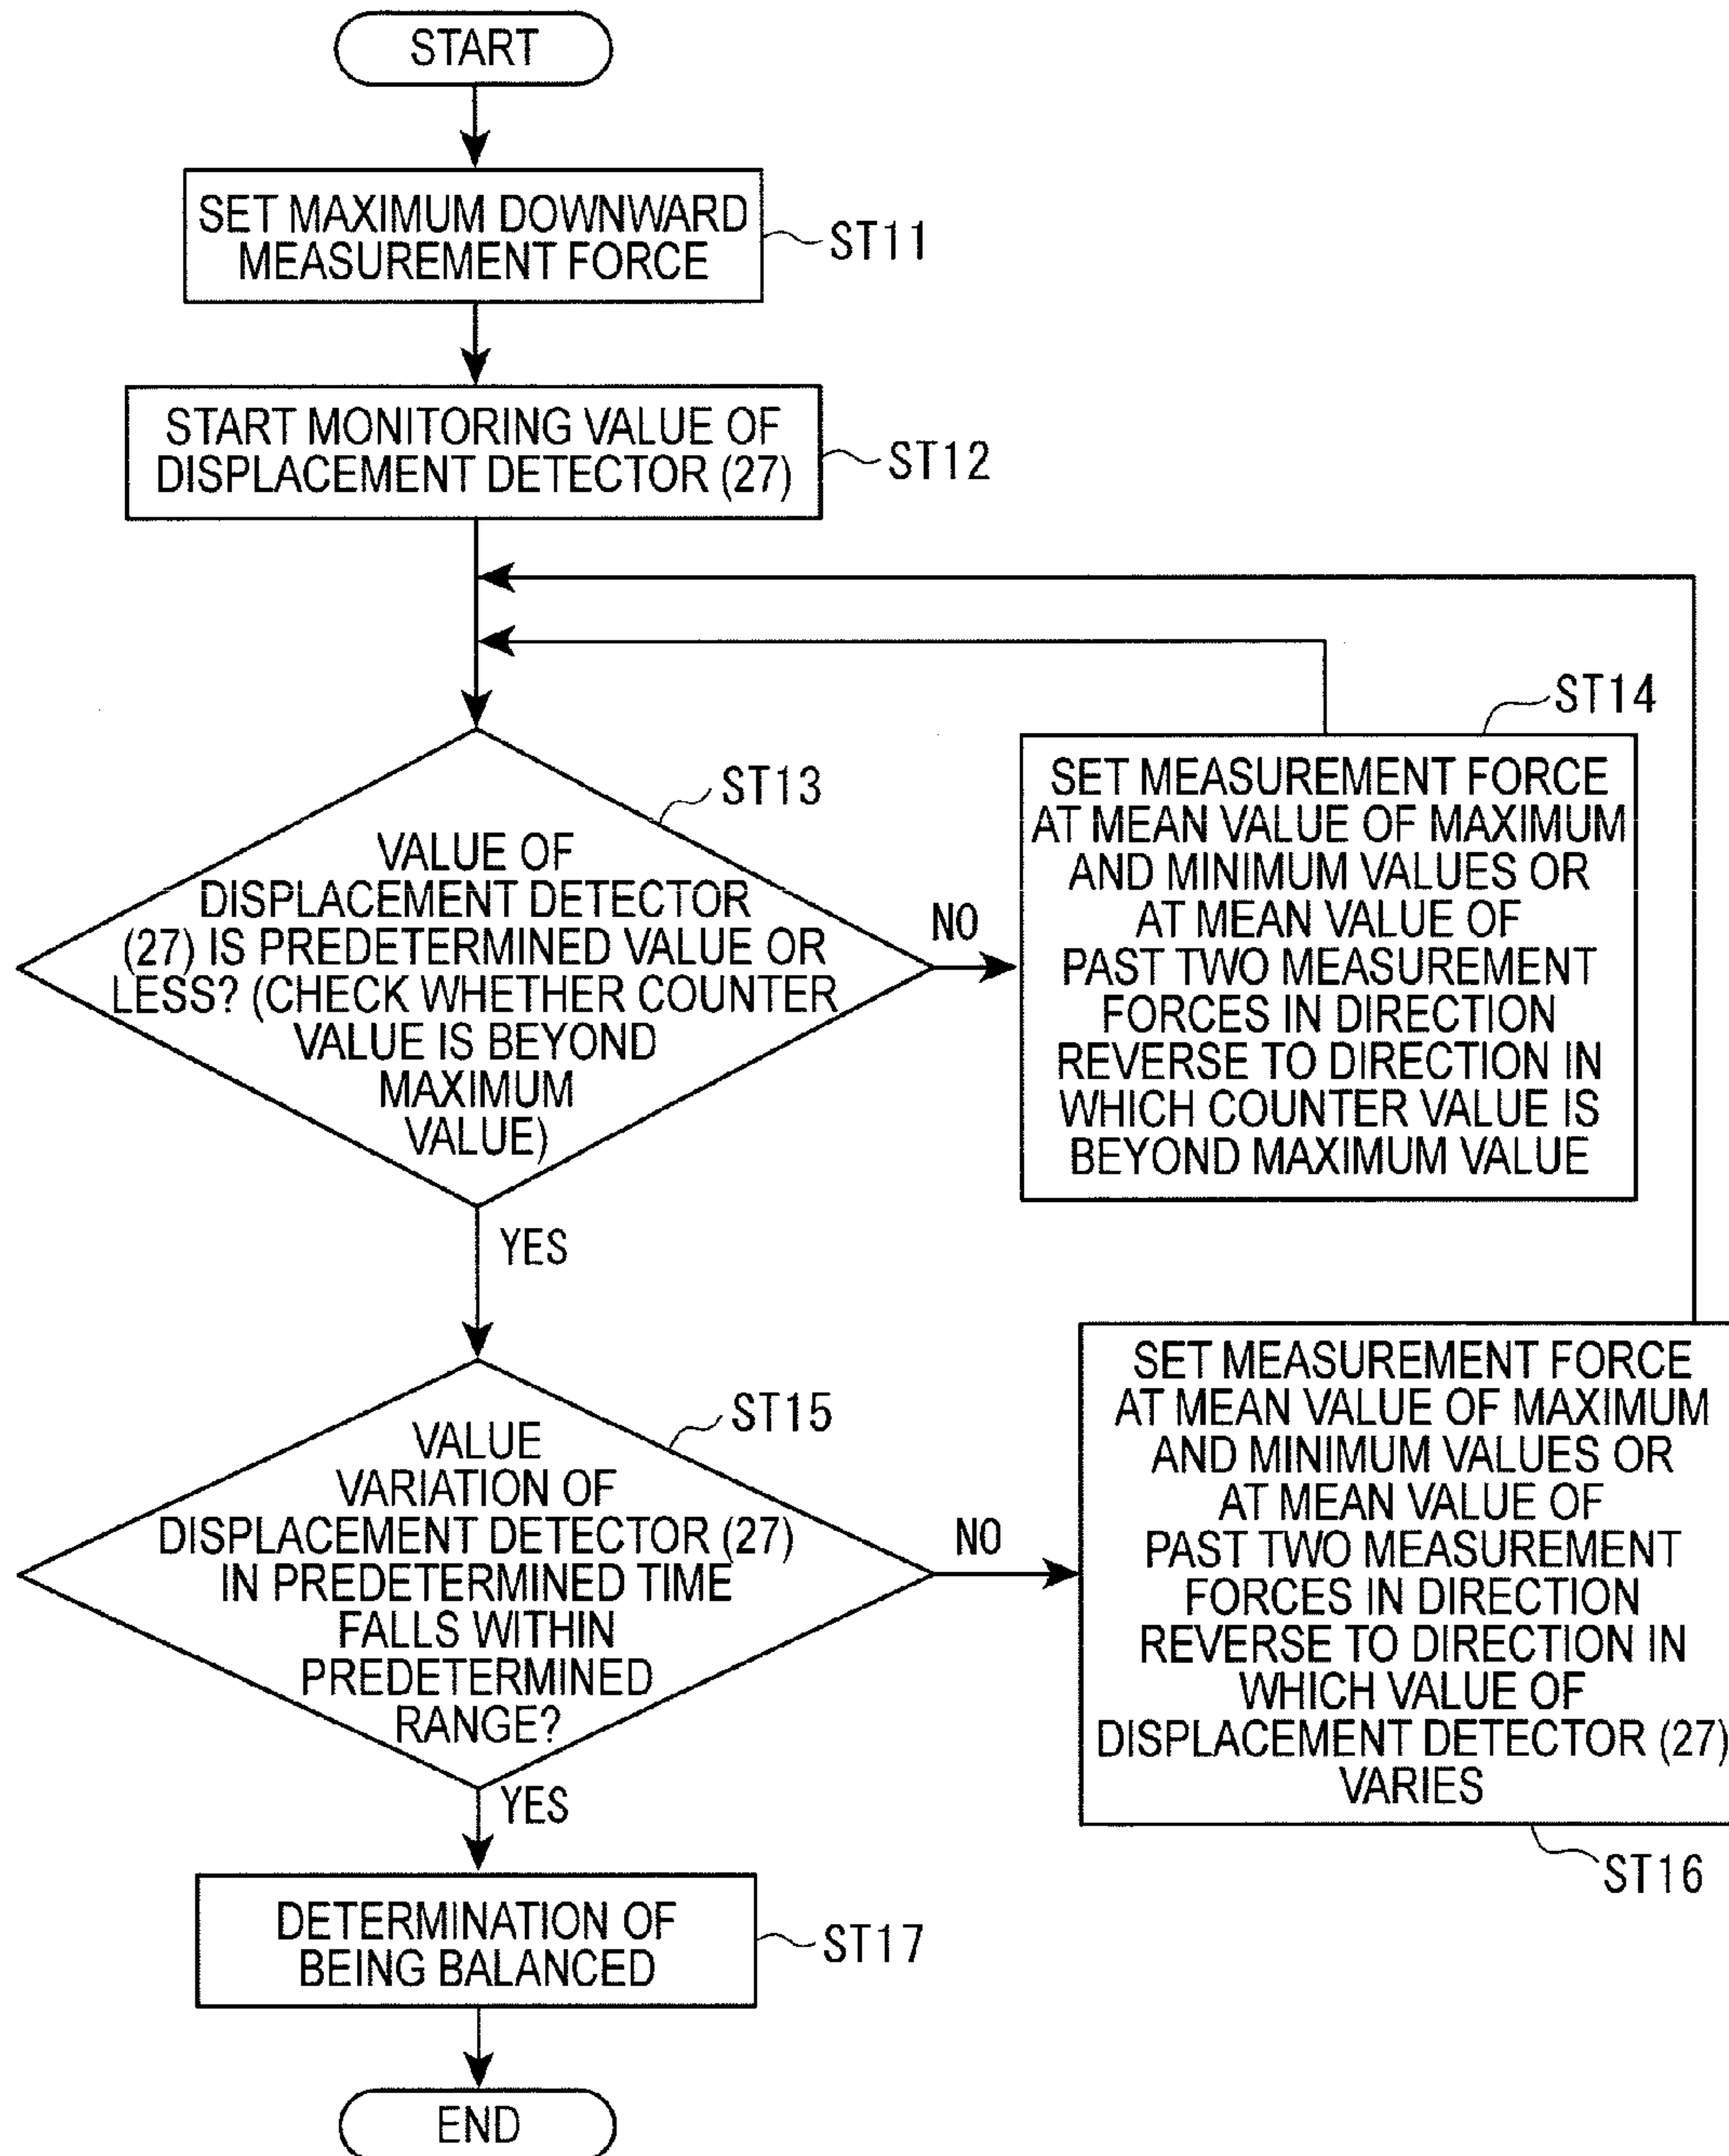 START
SET MAXIMUM DOWNWARD
MEASUREMENT FORCE
ST11
START MONITORING VALUE OF
DISPLACEMENT DETECTOR (27)
ST12
ST13
VALUE OF
DISPLACEMENT DETECTOR
(27) IS PREDETERMINED VALUE OR
LESS? (CHECK WHETHER COUNTER
VALUE IS BEYOND
MAXIMUM
VALUE)
NO
ST14
SET MEASUREMENT FORCE
AT MEAN VALUE OF MAXIMUM
AND MINIMUM VALUES OR
AT MEAN VALUE OF
PAST TWO MEASUREMENT
FORCES IN DIRECTION
REVERSE TO DIRECTION IN
WHICH COUNTER VALUE IS
BEYOND MAXIMUM VALUE
YES
ST15
VALUE
VARIATION OF
DISPLACEMENT DETECTOR (27)
IN PREDETERMINED TIME
FALLS WITHIN
PREDETERMINED
RANGE?
NO
SET MEASUREMENT FORCE
AT MEAN VALUE OF MAXIMUM
AND MINIMUM VALUES OR
AT MEAN VALUE OF
PAST TWO MEASUREMENT
FORCES IN DIRECTION
REVERSE TO DIRECTION IN
WHICH VALUE OF
DISPLACEMENT DETECTOR (27)
VARIES
ST16
YES
DETERMINATION OF
BEING BALANCED
ST17
END